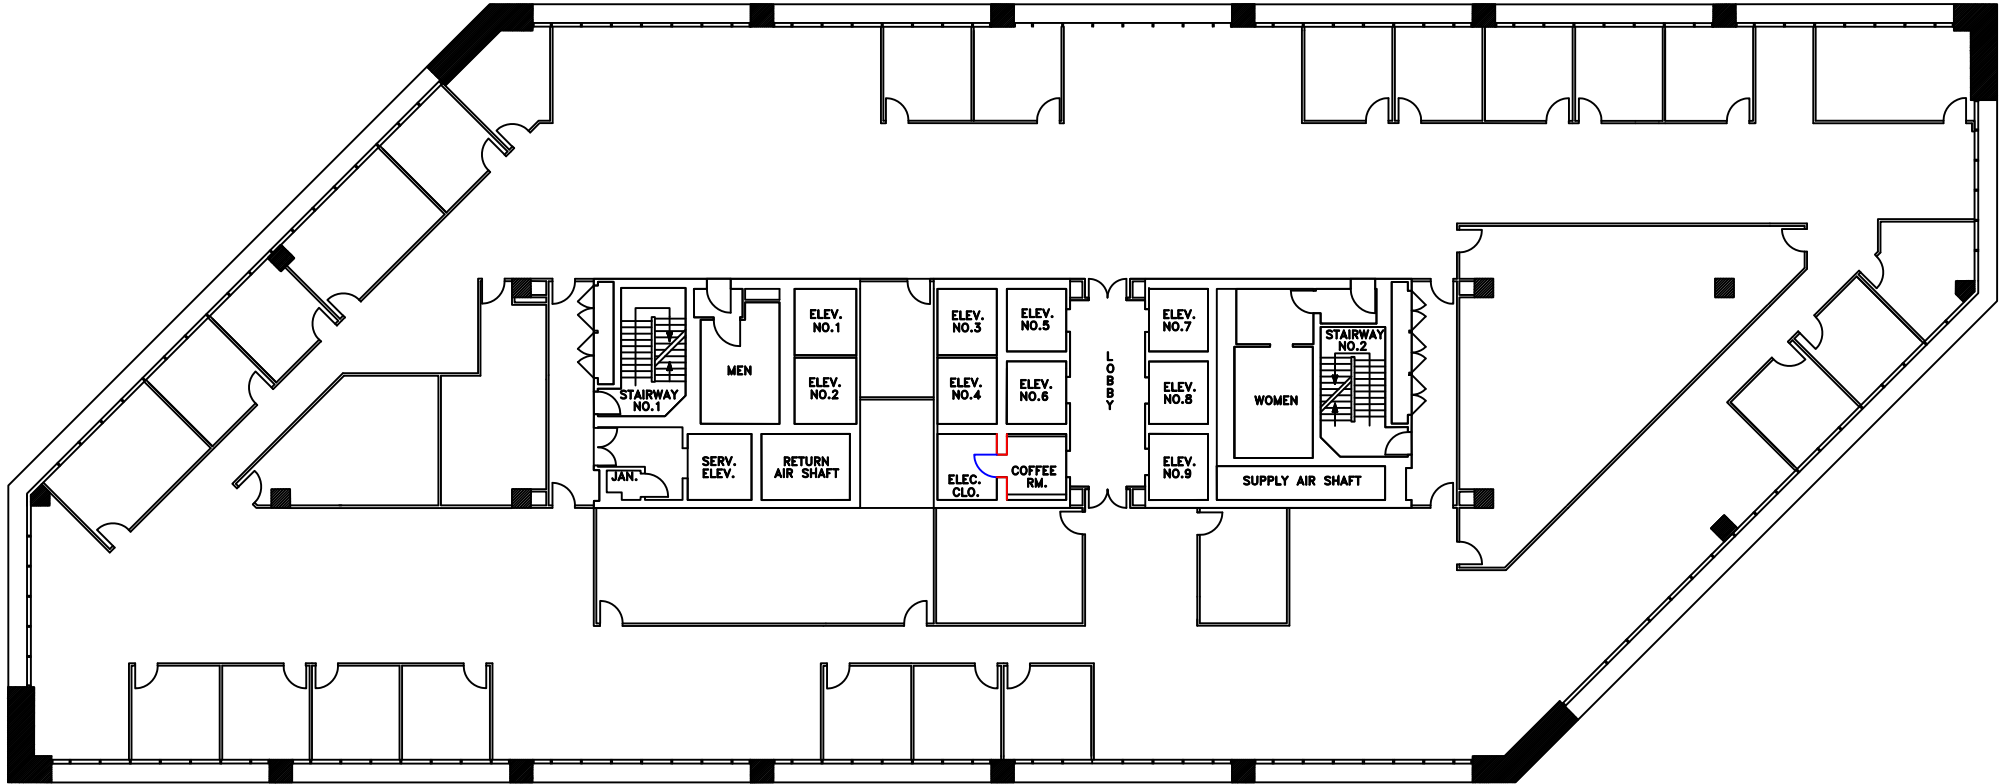 ELEV.
NO.1
ELEV.
NO.3
ELEV.
NO.5
ELEV.
NO.7
STAIRWAY
NO.2
MEN
L
O
B
B
Y
ELEV.
NO.2
ELEV.
NO.4
ELEV.
NO.6
ELEV.
NO.8
WOMEN
STAIRWAY
NO.1
JAN.
SERV.
ELEV.
RETURN
AIR SHAFT
ELEC.
CLO.
COFFEE
RM.
ELEV.
NO.9
SUPPLY AIR SHAFT